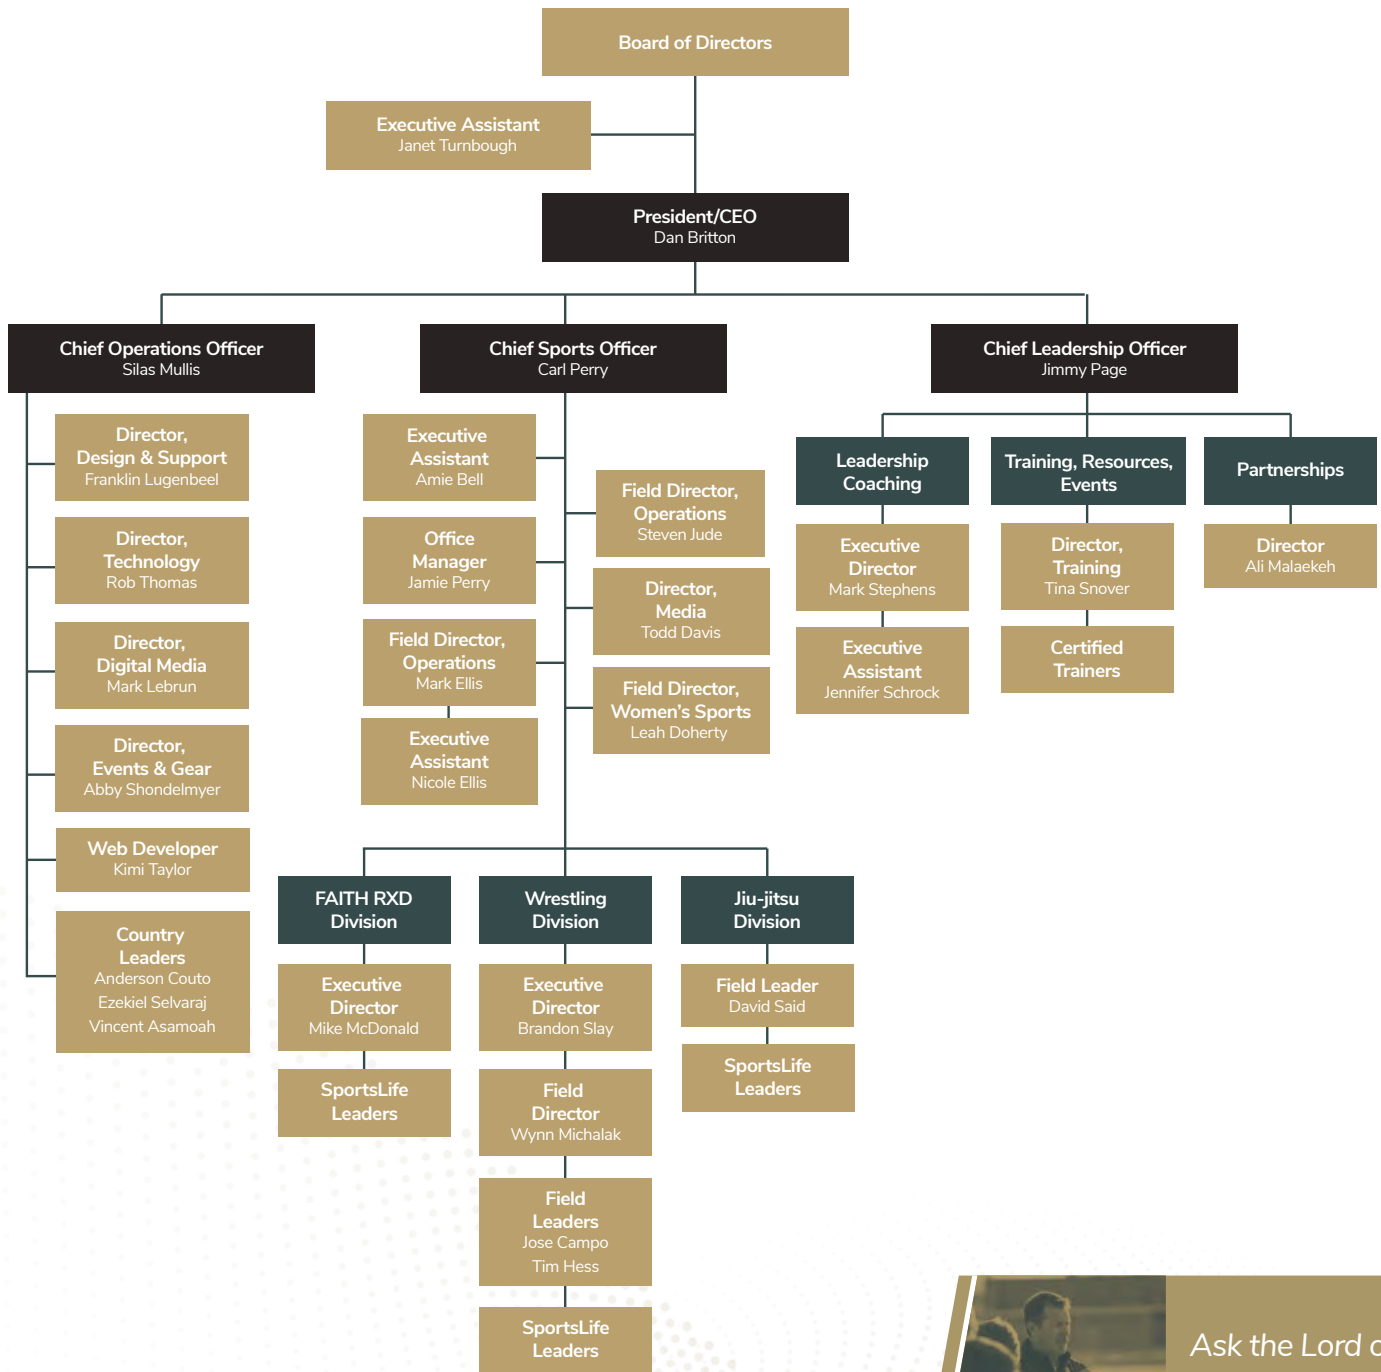 Board of Directors
Executive Assistant
Janet Turnbough
President/CEO
Dan Britton
Chief Operations Officer
Silas Mullis
Director,
Design & Support
Franklin Lugenbeel
Director,
Technology
Rob Thomas
Director,
Digital Media
Mark Lebrun
Director,
Events & Gear
Abby Shondelmyer
Web Developer
Kimi Taylor
Country
Leaders
Anderson Couto
Ezekiel Selvaraj
Vincent Asamoah
Chief Sports Officer
Carl Perry
Executive
Assistant
Amie Bell
Office
Manager
Jamie Perry
Field Director,
Operations
Mark Ellis
Executive
Assistant
Nicole Ellis
Field Director,
Operations
Steven Jude
Director,
Media
Todd Davis
Field Director,
Women's Sports
Leah Doherty
FAITH RXD
Division
Executive
Director
Mike McDonald
SportsLife
Leaders
Wrestling
Division
Executive
Director
Brandon Slay
Field
Director
Wynn Michalak
Field
Leaders
Jose Campo
Tim Hess
SportsLife
Leaders
Jiu-jitsu
Division
Field Leader
David Said
SportsLife
Leaders
Chief Leadership Officer
Jimmy Page
Leadership
Coaching
Executive
Director
Mark Stephens
Executive
Assistant
Jennifer Schrock
Training, Resources,
Events
Director,
Training
Tina Snover
Certified
Trainers
Partnerships
Director
Ali Malaekeh
Ask the Lord